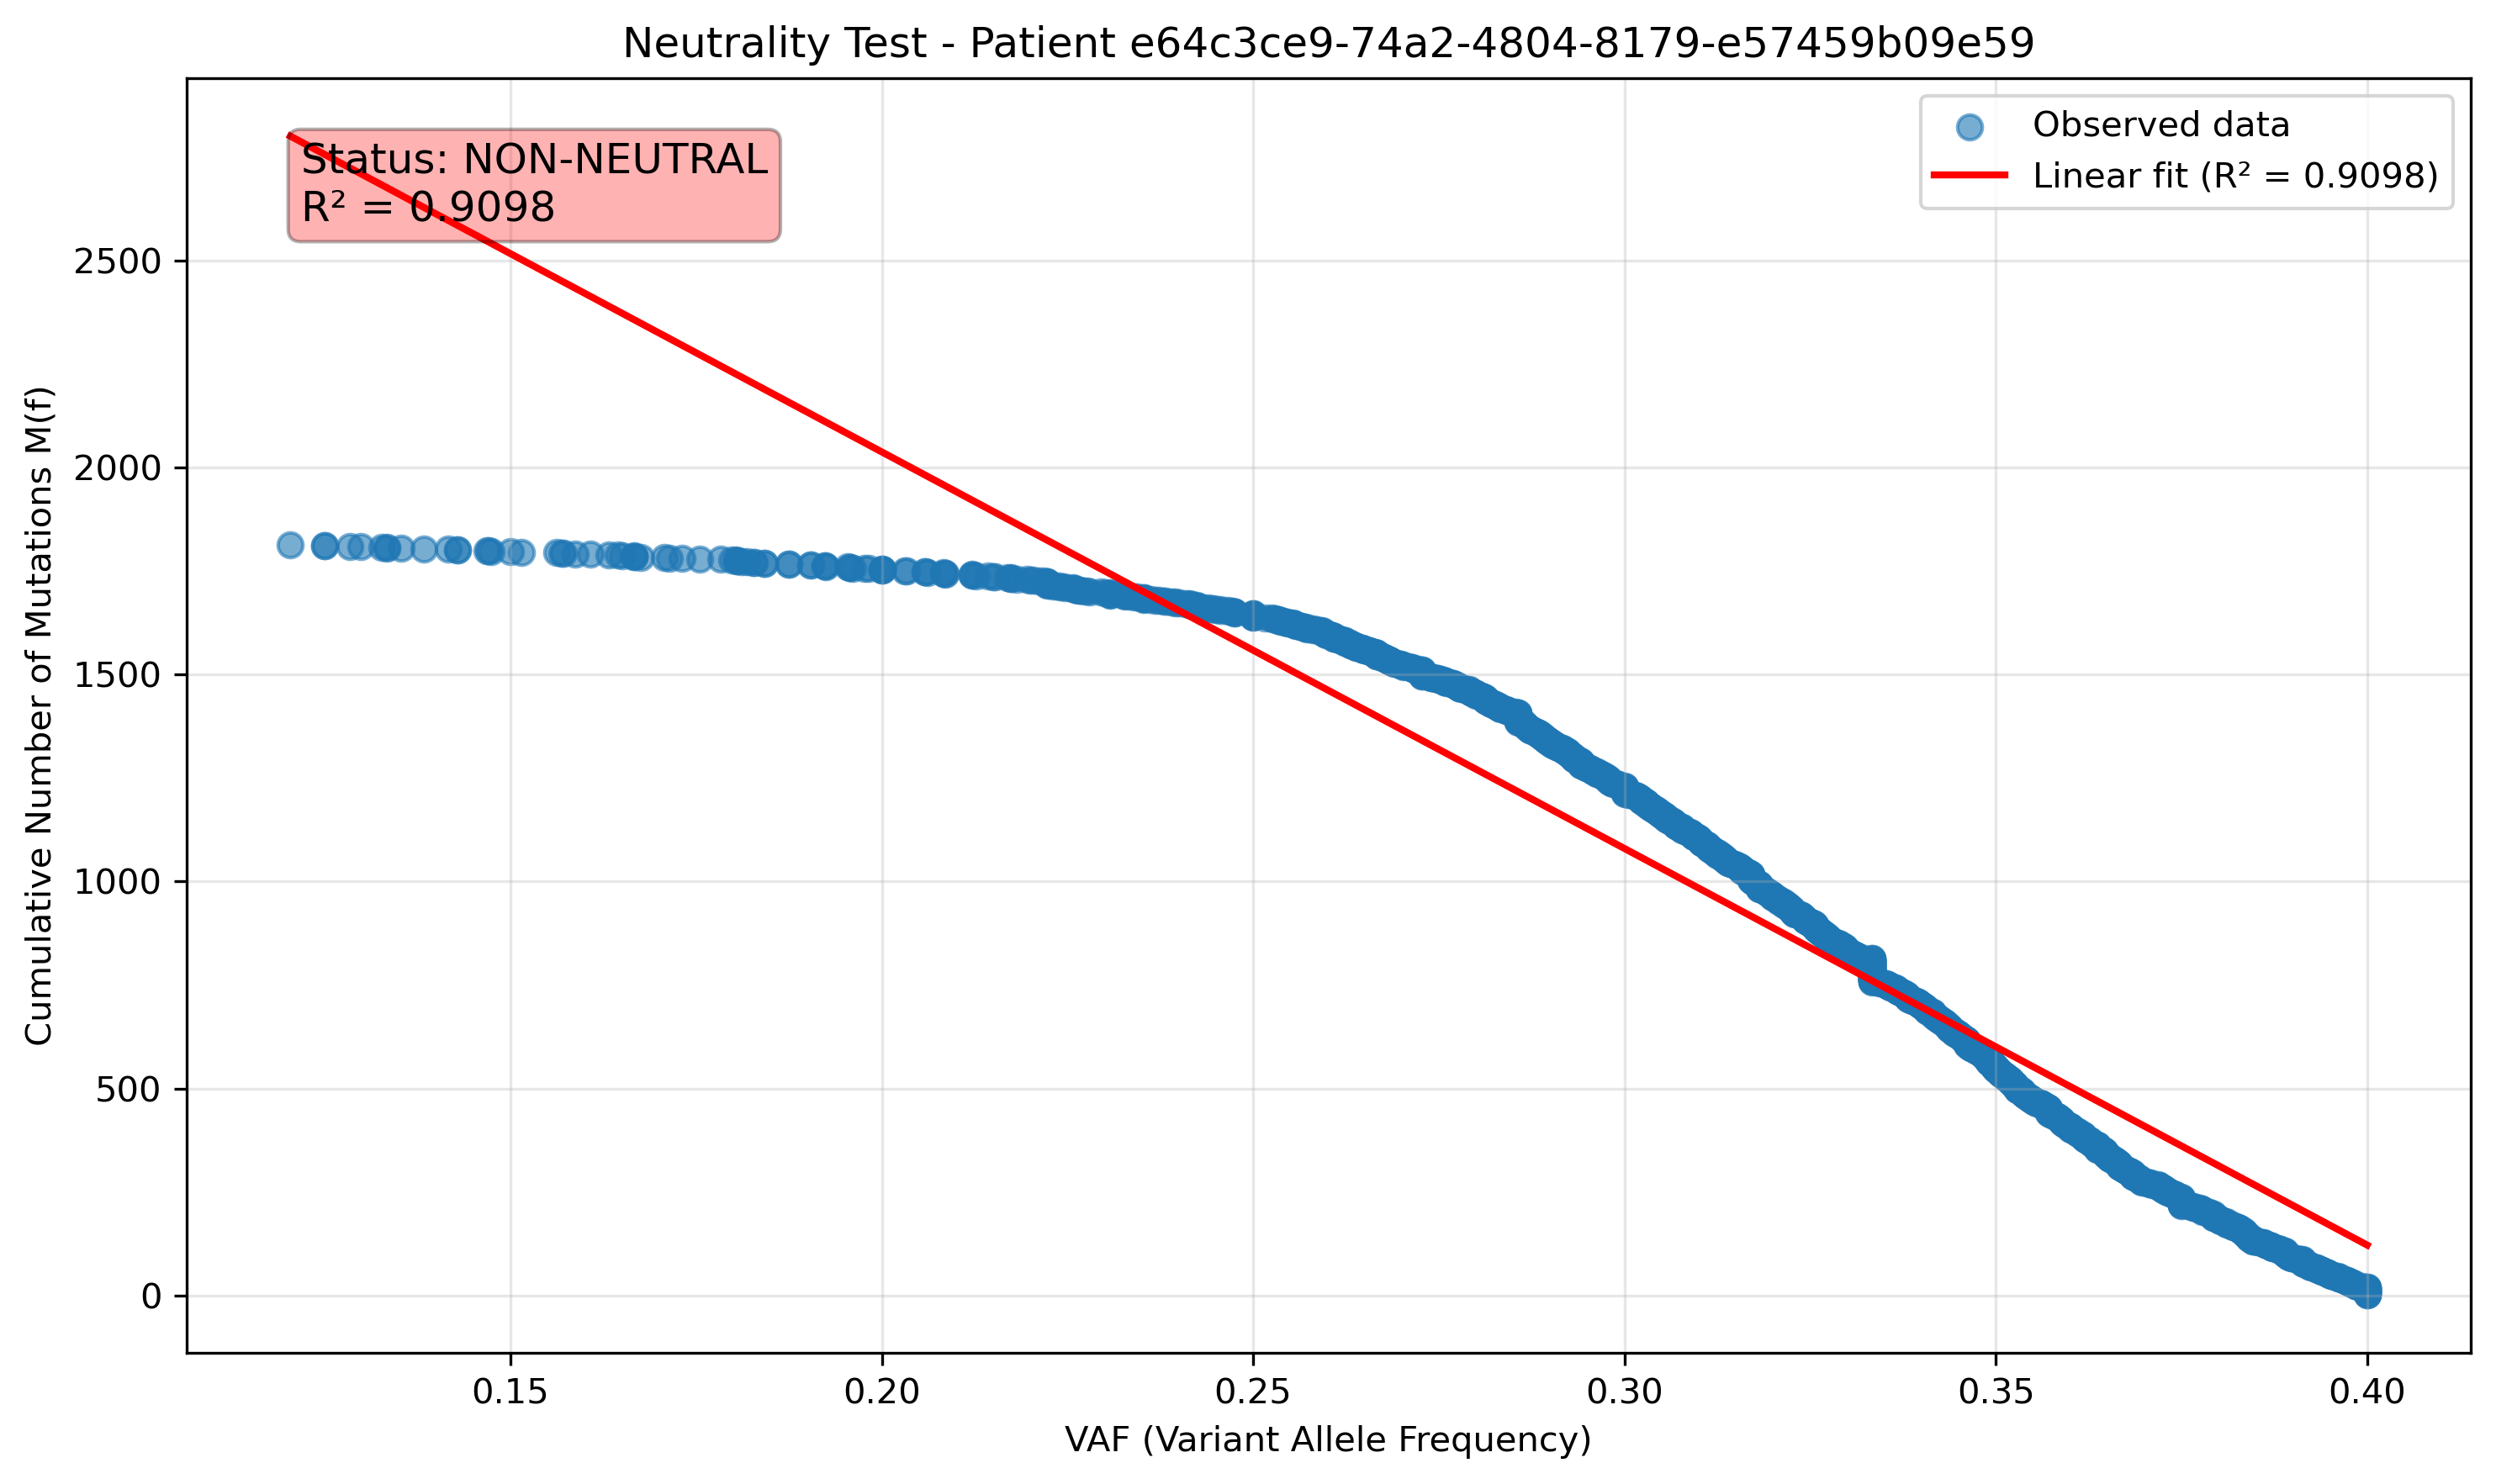 Neutrality Test - Patient e64c3ce9-74a2-4804-8179-e57459b09e59
Status: NON-NEUTRAL
R² = 0.9098
Observed data
Linear fit (R² = 0.9098)
Cumulative Number of Mutations M(f)
2500
2000
1500
1000
500
0
0.15
0.20
0.25
0.30
0.35
0.40
VAF (Variant Allele Frequency)